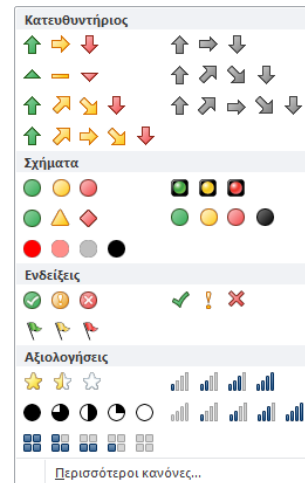 Κατευθυντήριος
Σχήματα
Ενδείξεις
Αξιολογήσεις
Περισσότεροι κανόνες...